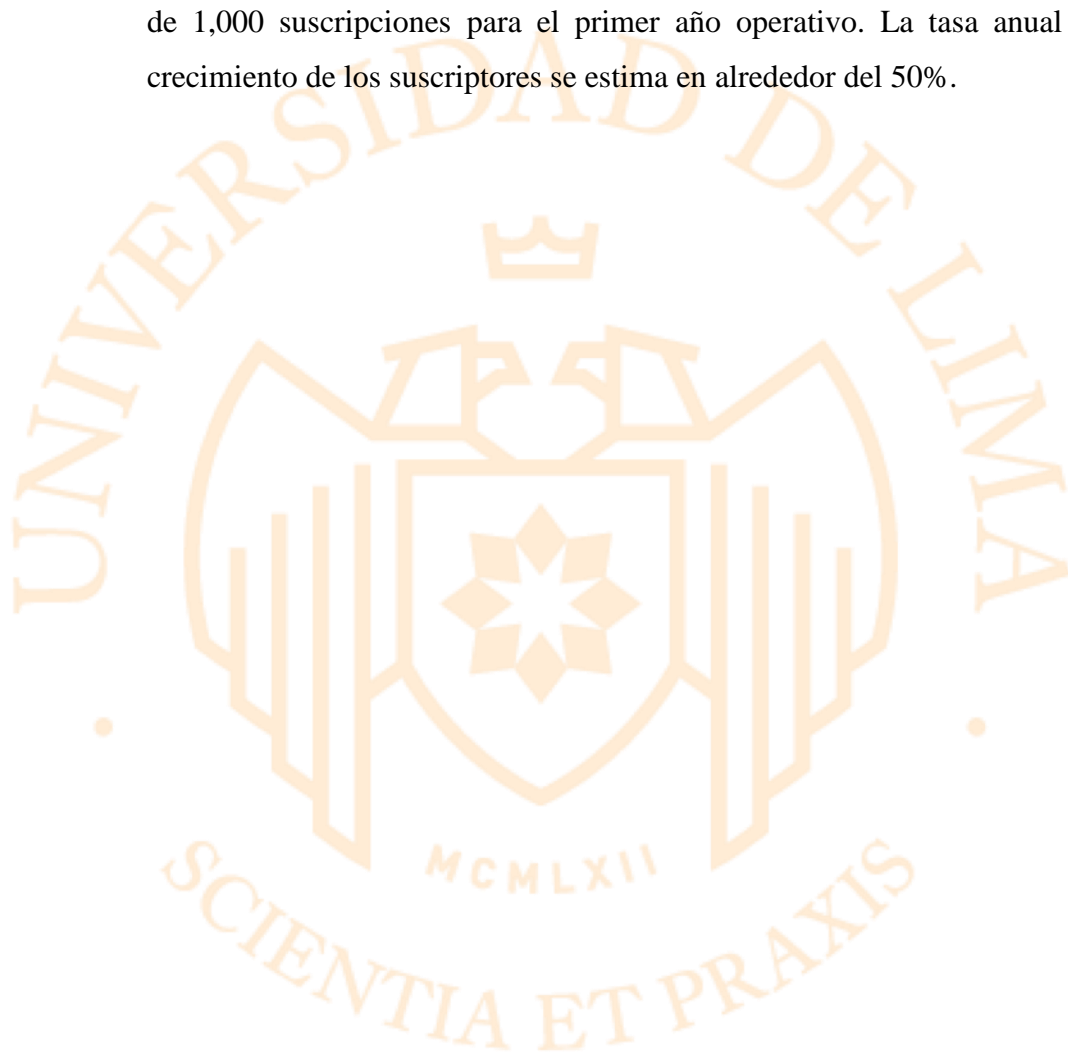 de 1,000 suscripciones para el primer año operativo. La tasa anual
crecimiento de los suscriptores se estima en alrededor del 50%.
UNIVERSIDAD DE LIMA
MCMLXII
SCIENTIA ET PRAXIS